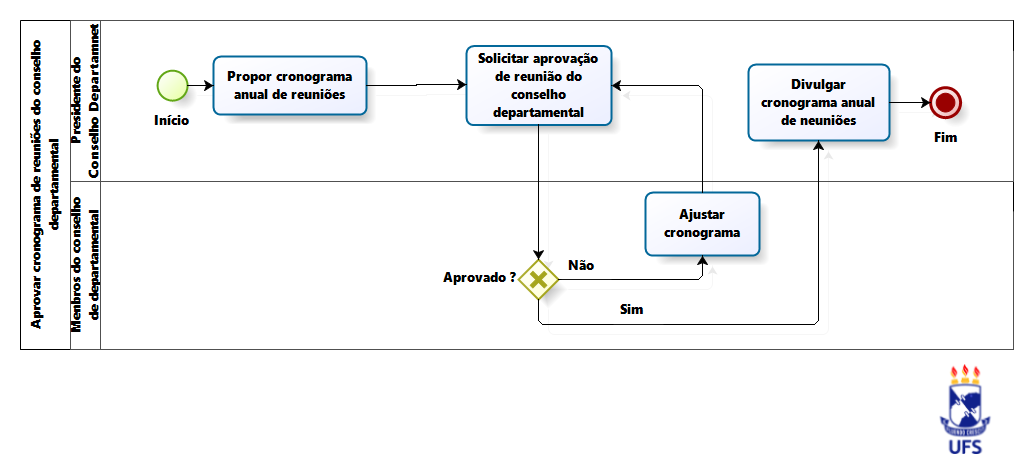 Aprovar cronograma de reuniões do conselho
departamental
Presidente do
Conselho Departamnet
Início
Propor cronograma
anual de reuniões
Solicitar aprovação
de reunião do
conselho
departamental
Divulgar
cronograma anual
de neuniões
Fim
Menbros do conselho
de departamental
Ajustar
cronograma
Aprovado ?
Não
Sim
UFS